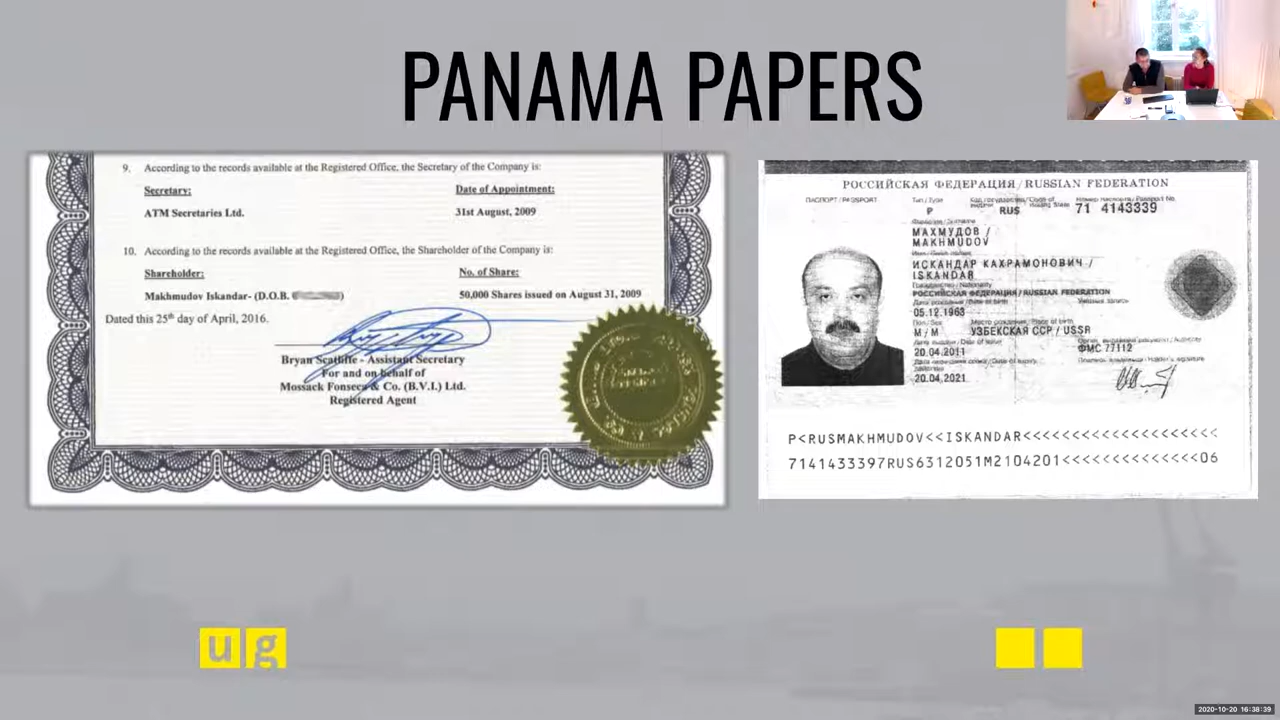 PANAMA PAPERS
9. According to the records available at the Registered Office, the Secretary of the Company is:
Secretary: Date of Appointment:
ATM Secretaries Ltd. 31st August, 2009
10. According to the records available at the Registered Office, the Shareholder of the Company is:
Shareholder: No. of Share:
Makhmudov Iskandar- (D.O.B. ) 50,000 Shares issued on August 31, 2009
Dated this 25th day of April, 2016.
Bryan Scatliffe - Assistant Secretary
For and on behalf of
Mossack Fonseca & Co. (B.V.I.) Ltd.
Registered Agent
РОССИЙСКАЯ ФЕДЕРАЦИЯ / RUSSIAN FEDERATION
ПАСПОРТ / PASSPORT
P RUS 71 4143339
МАХМУДОВ /
MAKHMUDOV
ИСКАНДАР КАХРАМОНОВИЧ /
ISKANDAR
РОССИЙСКАЯ ФЕДЕРАЦИЯ / RUSSIAN FEDERATION
05.12.1963
М / M УЗБЕКСКАЯ ССР / USSR
20.04.2011 ФМС 77112
20.04.2021
P<RUSMAKHMUDOV<<ISKANDAR<<<<<<<<<<<<<<<<<<<<
7141433397RUS6312051M2104201<<<<<<<<<<<<<<06
ug
2020-10-20 16:38:39